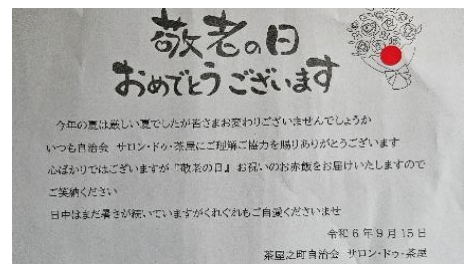 敬老の日
おめでとうございます
今年の夏は厳しい夏でしたが皆さまお変わりございませんでしょうか
いつも自治会 サロン・ドゥ・茶屋にご理解ご協力を賜りありがとうございます
心ばかりではございますが『敬老の日』お祝いのお赤飯をお届けいたしますので
ご笑納ください
日中はまだ暑さが続いていますがくれぐれもご自愛くださいませ
令和6年9月15日
茶屋之町自治会 サロン・ドゥ・茶屋